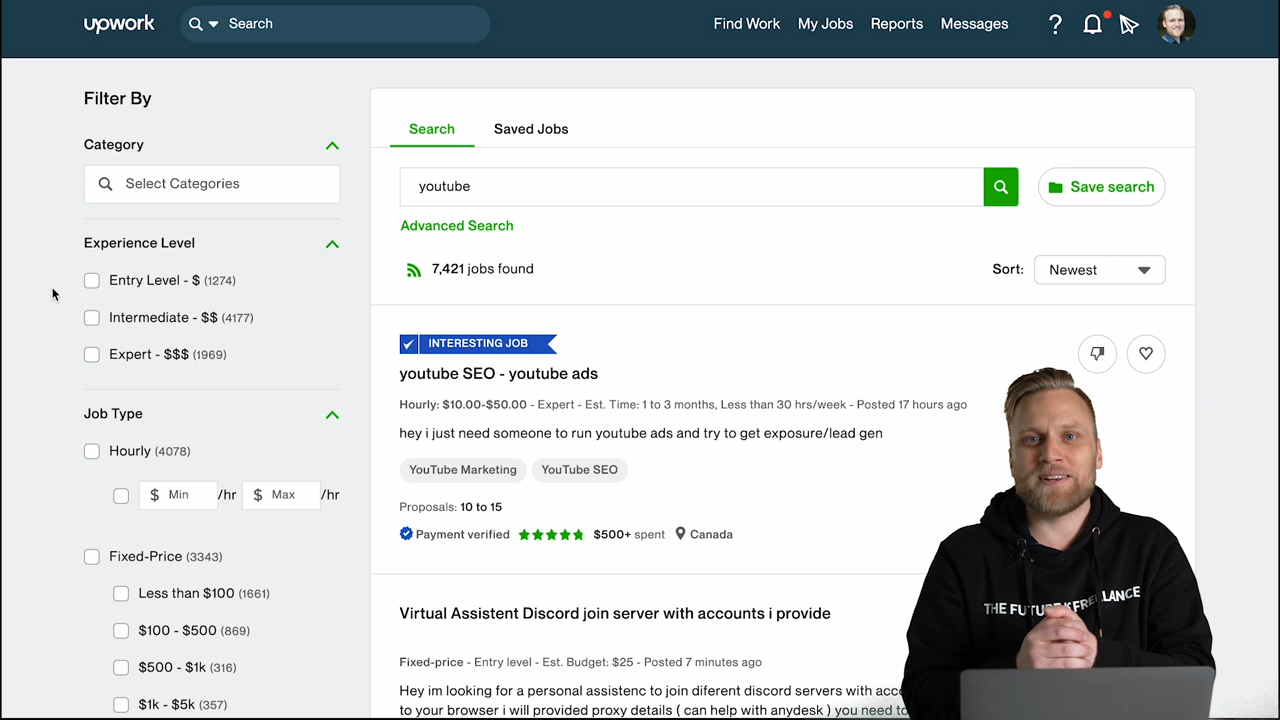 upwork
Search
Find Work
My Jobs
Reports
Messages
?
Filter By
Category
Select Categories
Experience Level
Entry Level - $ (1274)
Intermediate - $$ (4177)
Expert - $$$ (1969)
Job Type
Hourly (4078)
$ Min /hr $ Max /hr
Fixed-Price (3343)
Less than $100 (1661)
$100 - $500 (869)
$500 - $1k (316)
$1k - $5k (357)
Search
Saved Jobs
youtube
Save search
Advanced Search
7,421 jobs found
Sort: Newest
INTERESTING JOB
youtube SEO - youtube ads
Hourly: $10.00-$50.00 - Expert - Est. Time: 1 to 3 months, Less than 30 hrs/week - Posted 17 hours ago
hey i just need someone to run youtube ads and try to get exposure/lead gen
YouTube Marketing
YouTube SEO
Proposals: 10 to 15
Payment verified $500+ spent Canada
Virtual Assistent Discord join server with accounts i provide
Fixed-price - Entry level - Est. Budget: $25 - Posted 7 minutes ago
Hey im looking for a personal assistenc to join diferent discord servers with
to your browser i will provided proxy details ( can help with anydesk ) you need to
THE FUTURE IS FREELANCE